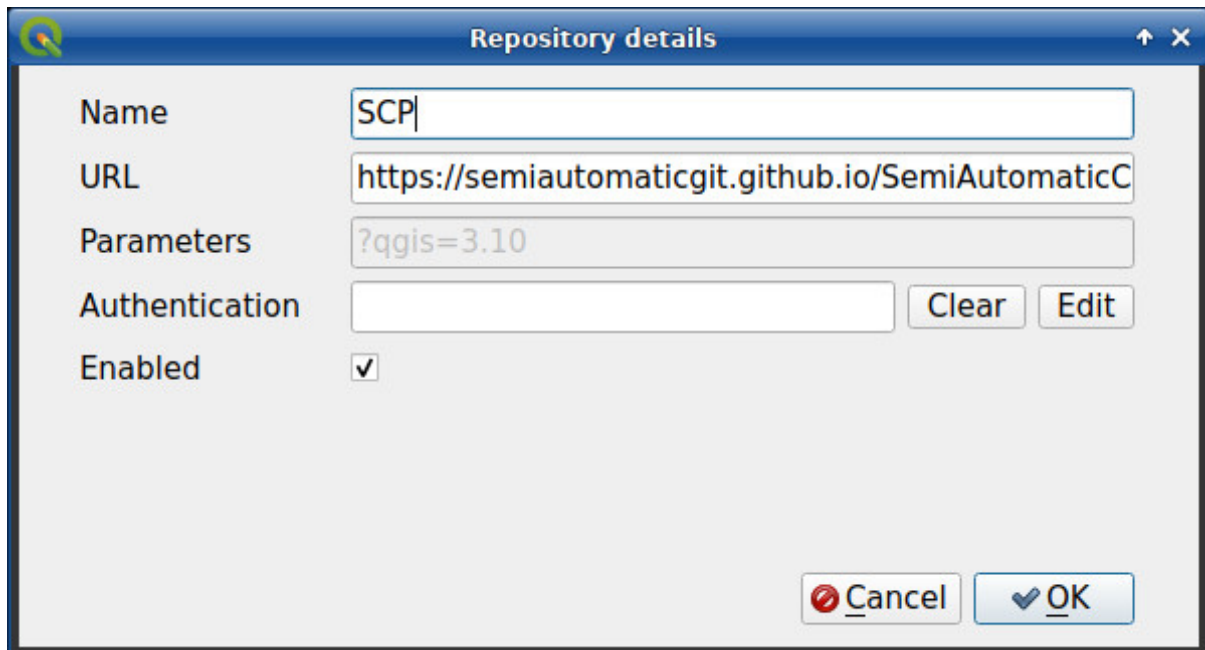 Repository details
Name SCP
URL https://semiautomaticgit.github.io/SemiAutomaticC
Parameters ?qgis=3.10
Authentication Clear Edit
Enabled
Cancel OK